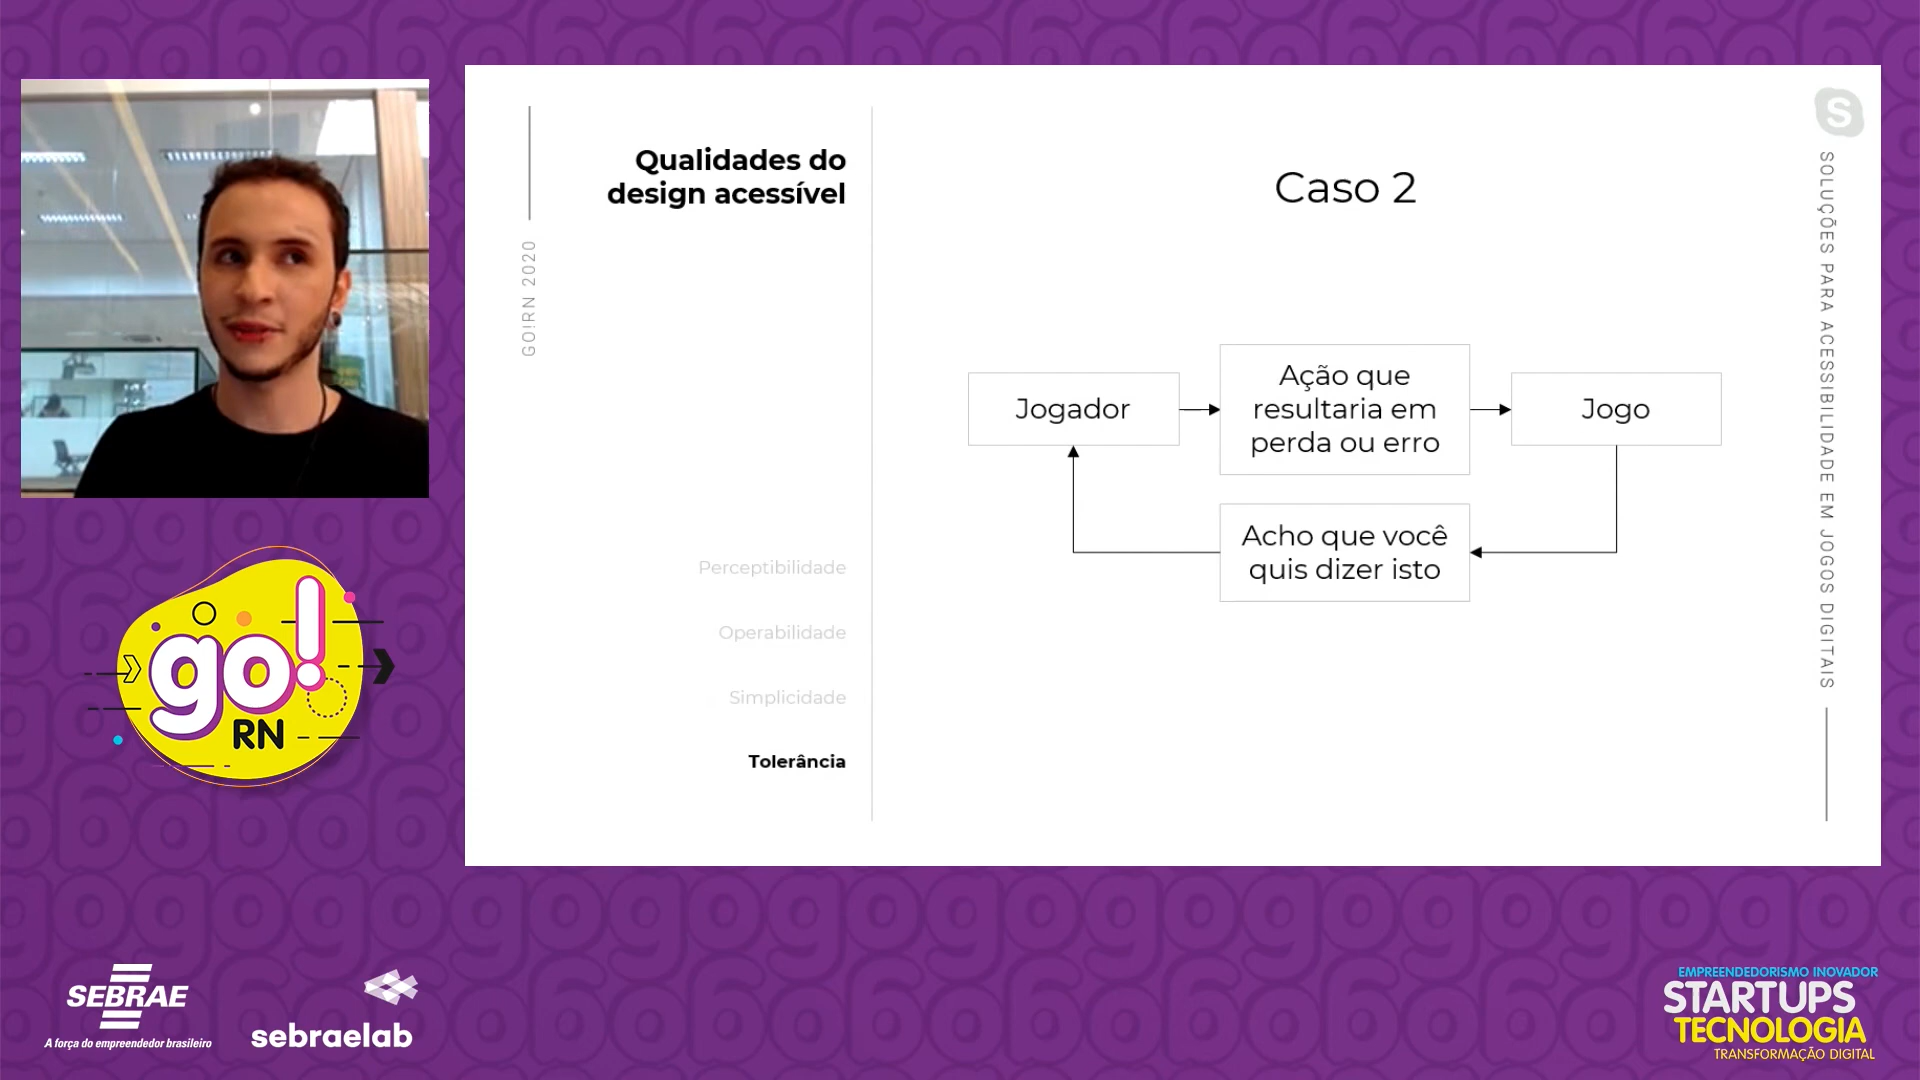 Qualidades do
design acessível
GO!RN 2020
Perceptibilidade
Operabilidade
Simplicidade
Tolerância
Caso 2
Jogador
Ação que
resultaria em
perda ou erro
Jogo
Acho que você
quis dizer isto
S
SOLUÇÕES PARA ACESSIBILIDADE EM JOGOS DIGITAIS
go!
RN
SEBRAE
A força do empreendedor brasileiro
sebraelab
EMPREENDEDORISMO INOVADOR
STARTUPS
TECNOLOGIA
TRANSFORMAÇÃO DIGITAL